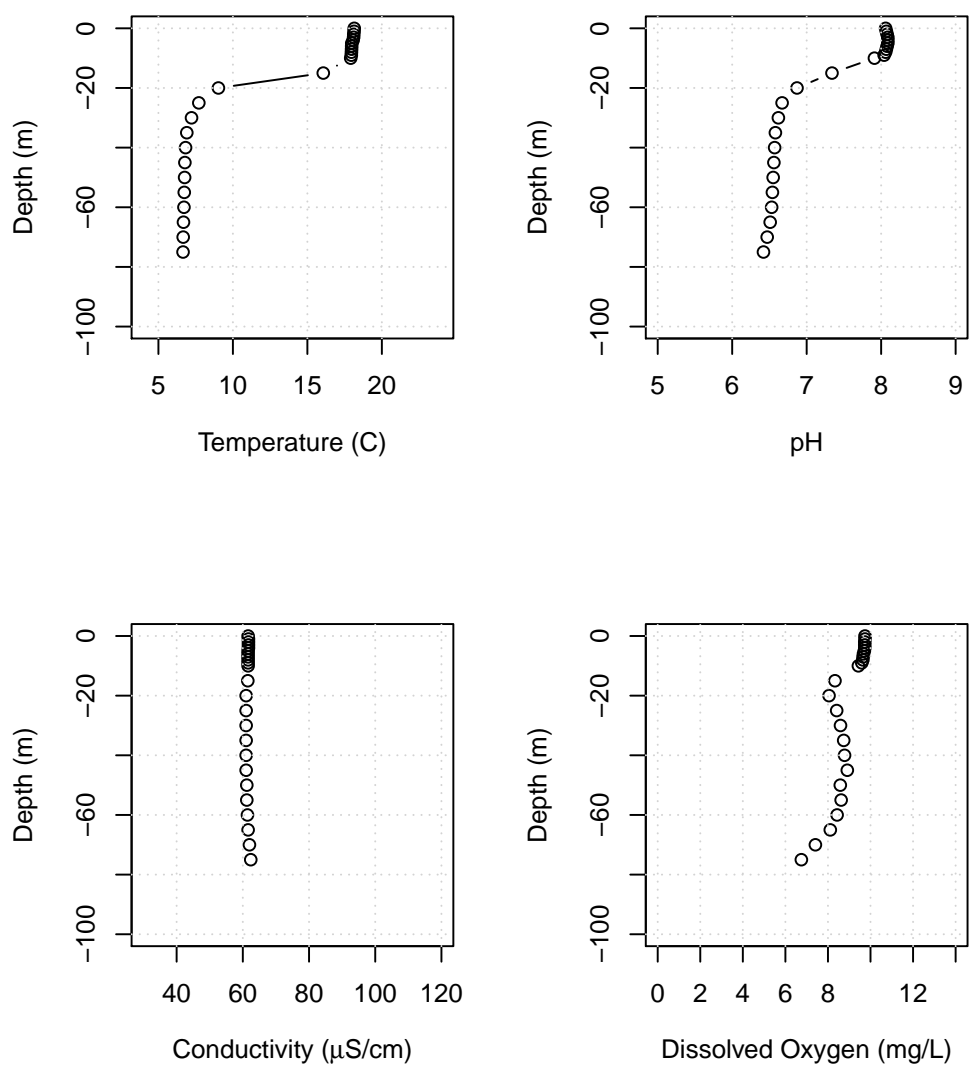 0
−20
−60
−100
Depth (m)
5 10 15 20
Temperature (C)
0
−20
−60
−100
Depth (m)
5 6 7 8 9
pH
0
−20
−60
−100
Depth (m)
40 60 80 100 120
Conductivity (μS/cm)
0
−20
−60
−100
Depth (m)
0 2 4 6 8 12
Dissolved Oxygen (mg/L)